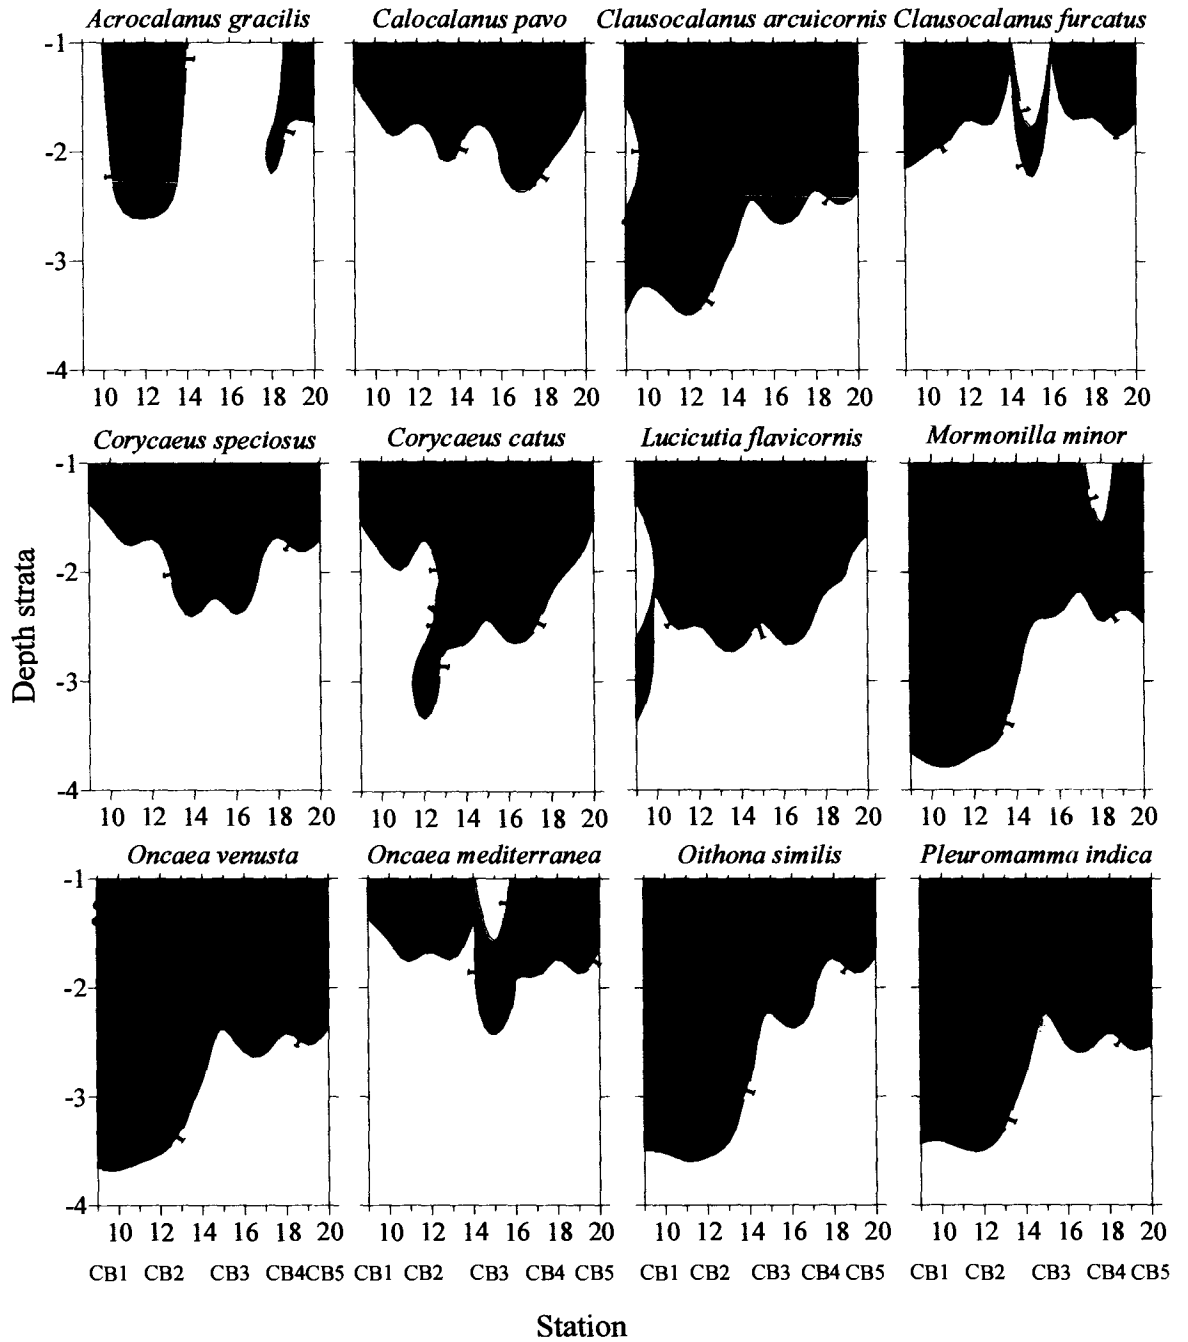 Acrocalanus gracilis Calocalanus pavo Clausocalanus arcuicornis Clausocalanus furcatus
-1
-2
-3
-4
10 12 14 16 18 20 10 12 14 16 18 20 10 12 14 16 18 20 10 12 14 16 18 20
Corycaeus speciosus Corycaeus catus Lucicutia flavicornis Mormonilla minor
-1
-2
-3
-4
10 12 14 16 18 20 10 12 14 16 18 20 10 12 14 16 18 20 10 12 14 16 18 20
Depth strata
Oncaea venusta Oncaea mediterranea Oithona similis Pleuromamma indica
-1
-2
-3
-4
10 12 14 16 18 20 10 12 14 16 18 20 10 12 14 16 18 20 10 12 14 16 18 20
CB1 CB2 CB3 CB4 CB5 CB1 CB2 CB3 CB4 CB5 CB1 CB2 CB3 CB4 CB5 CB1 CB2 CB3 CB4 CB5
Station